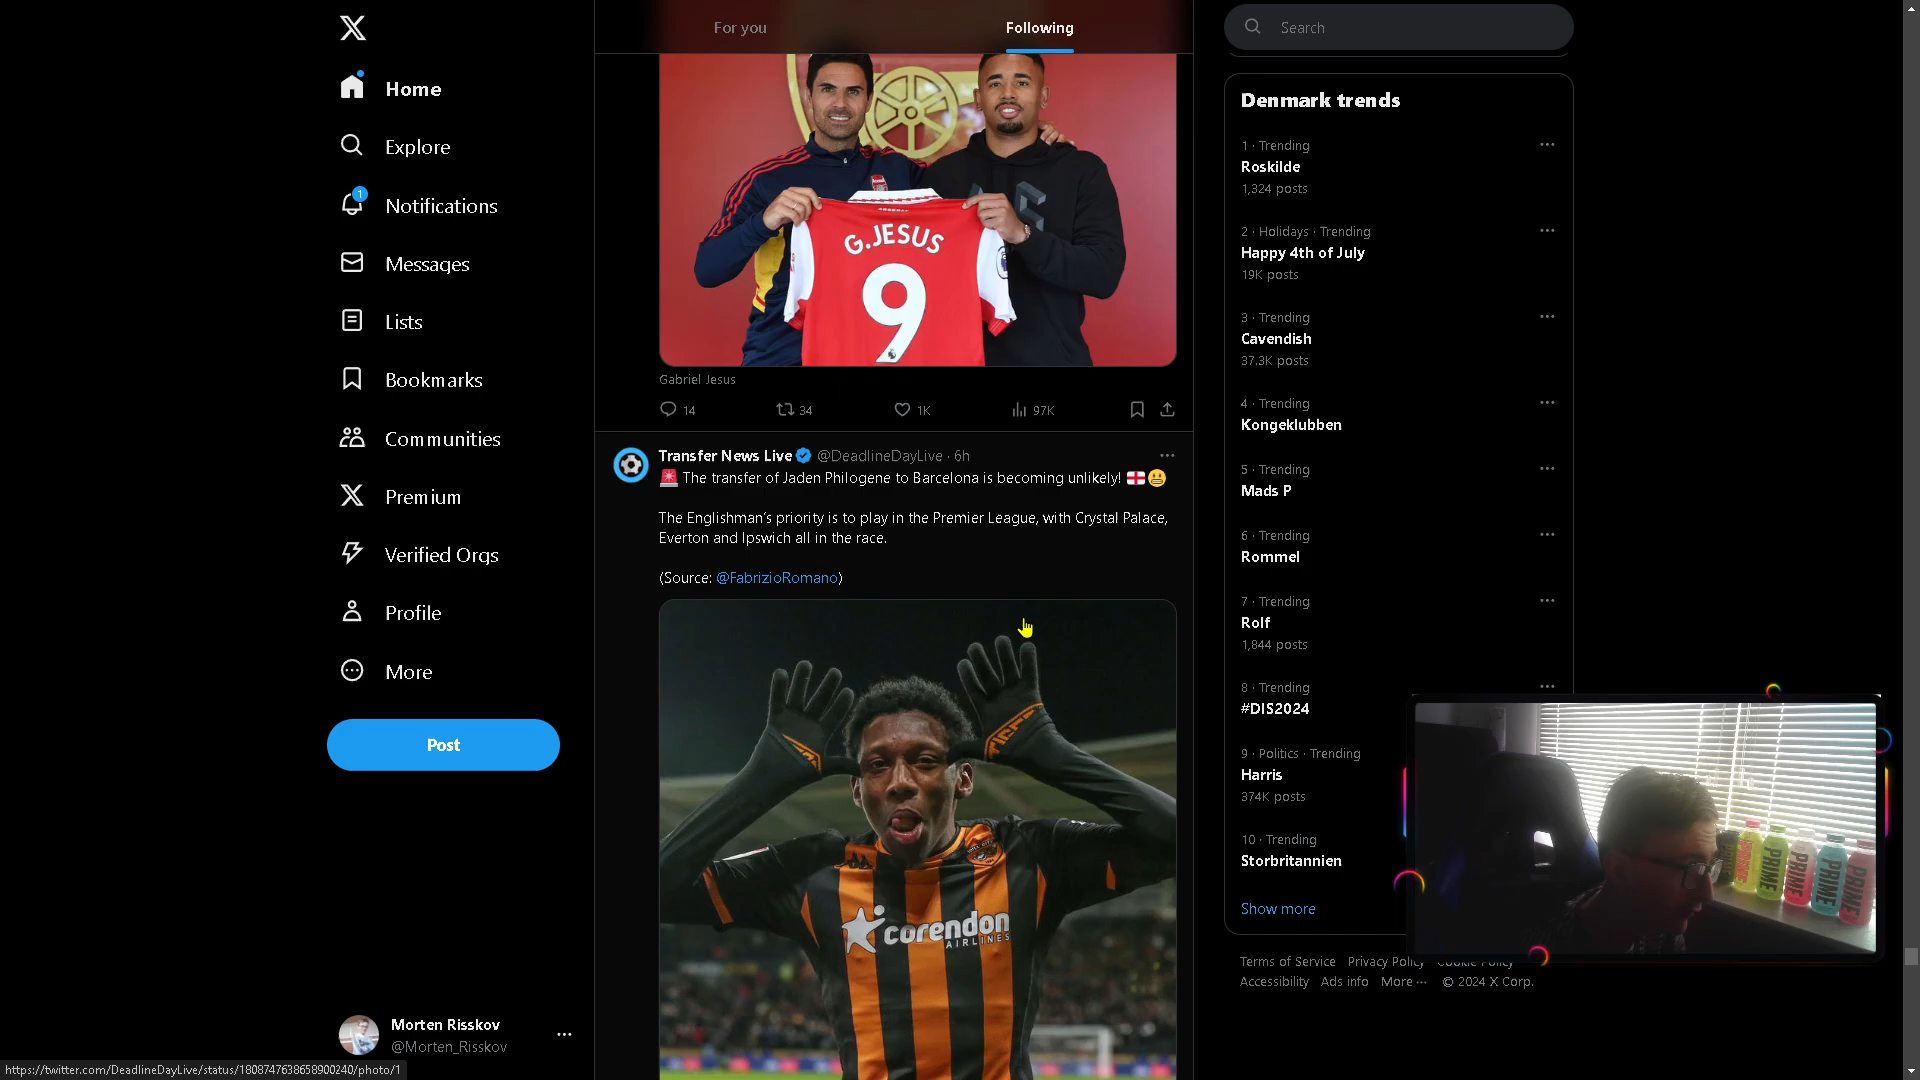 Home
Explore
1
Notifications
Messages
Lists
Bookmarks
Communities
Premium
Verified Orgs
Profile
More
Post
Morten Risskov
@Morten_Risskov
https://twitter.com/DeadlineDayLive/status/1808747638658900240/photo/1
For you
Following
G.JESUS
9
Gabriel Jesus
14
34
1K
97K
Transfer News Live @DeadlineDayLive · 6h
🚨 The transfer of Jaden Philogene to Barcelona is becoming unlikely! 🏴󠁧󠁢󠁥󠁮󠁧󠁿😬
The Englishman's priority is to play in the Premier League, with Crystal Palace,
Everton and Ipswich all in the race.
(Source: @FabrizioRomano)
corendon
AIRLINES
Search
Denmark trends
1 · Trending
Roskilde
1,324 posts
2 · Holidays · Trending
Happy 4th of July
19K posts
3 · Trending
Cavendish
37.3K posts
4 · Trending
Kongeklubben
5 · Trending
Mads P
6 · Trending
Rommel
7 · Trending
Rolf
1,844 posts
8 · Trending
#DIS2024
9 · Politics · Trending
Harris
374K posts
10 · Trending
Storbritannien
Show more
Terms of Service Privacy Policy Cookie Policy
Accessibility Ads info More ··· © 2024 X Corp.
PRIME
PRIME
PRIME
PRIME
PRIME